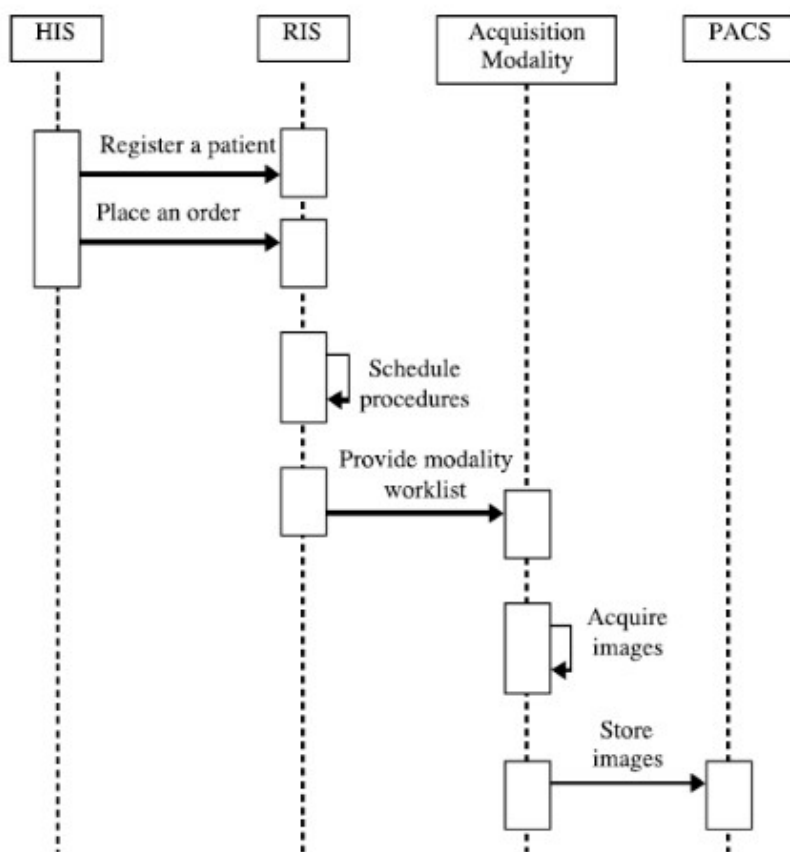 HIS
RIS
Acquisition
Modality
PACS
Register a patient
Place an order
Schedule
procedures
Provide modality
worklist
Acquire
images
Store
images